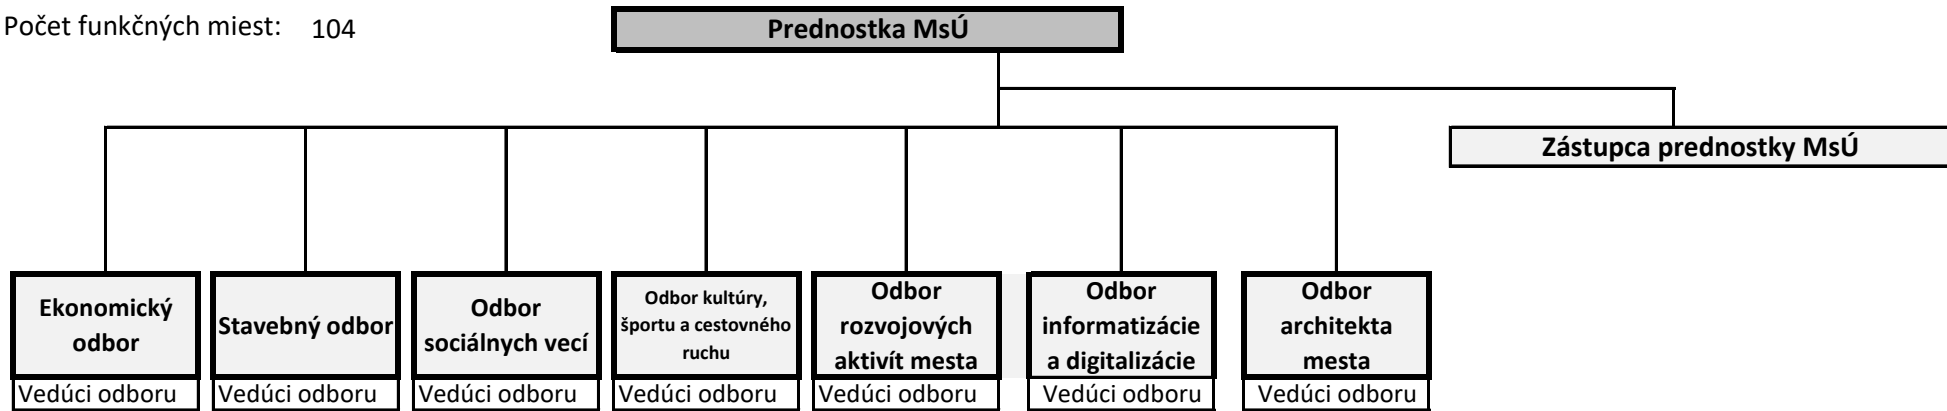 Počet funkčných miest: 104
Prednostka MsÚ
Zástupca prednostky MsÚ
Ekonomický
odbor
Vedúci odboru
Stavebný odbor
Vedúci odboru
Odbor
sociálnych vecí
Vedúci odboru
Odbor kultúry,
športu a cestovného
ruchu
Vedúci odboru
Odbor
rozvojových
aktivít mesta
Vedúci odboru
Odbor
informatizácie
a digitalizácie
Vedúci odboru
Odbor
architekta
mesta
Vedúci odboru